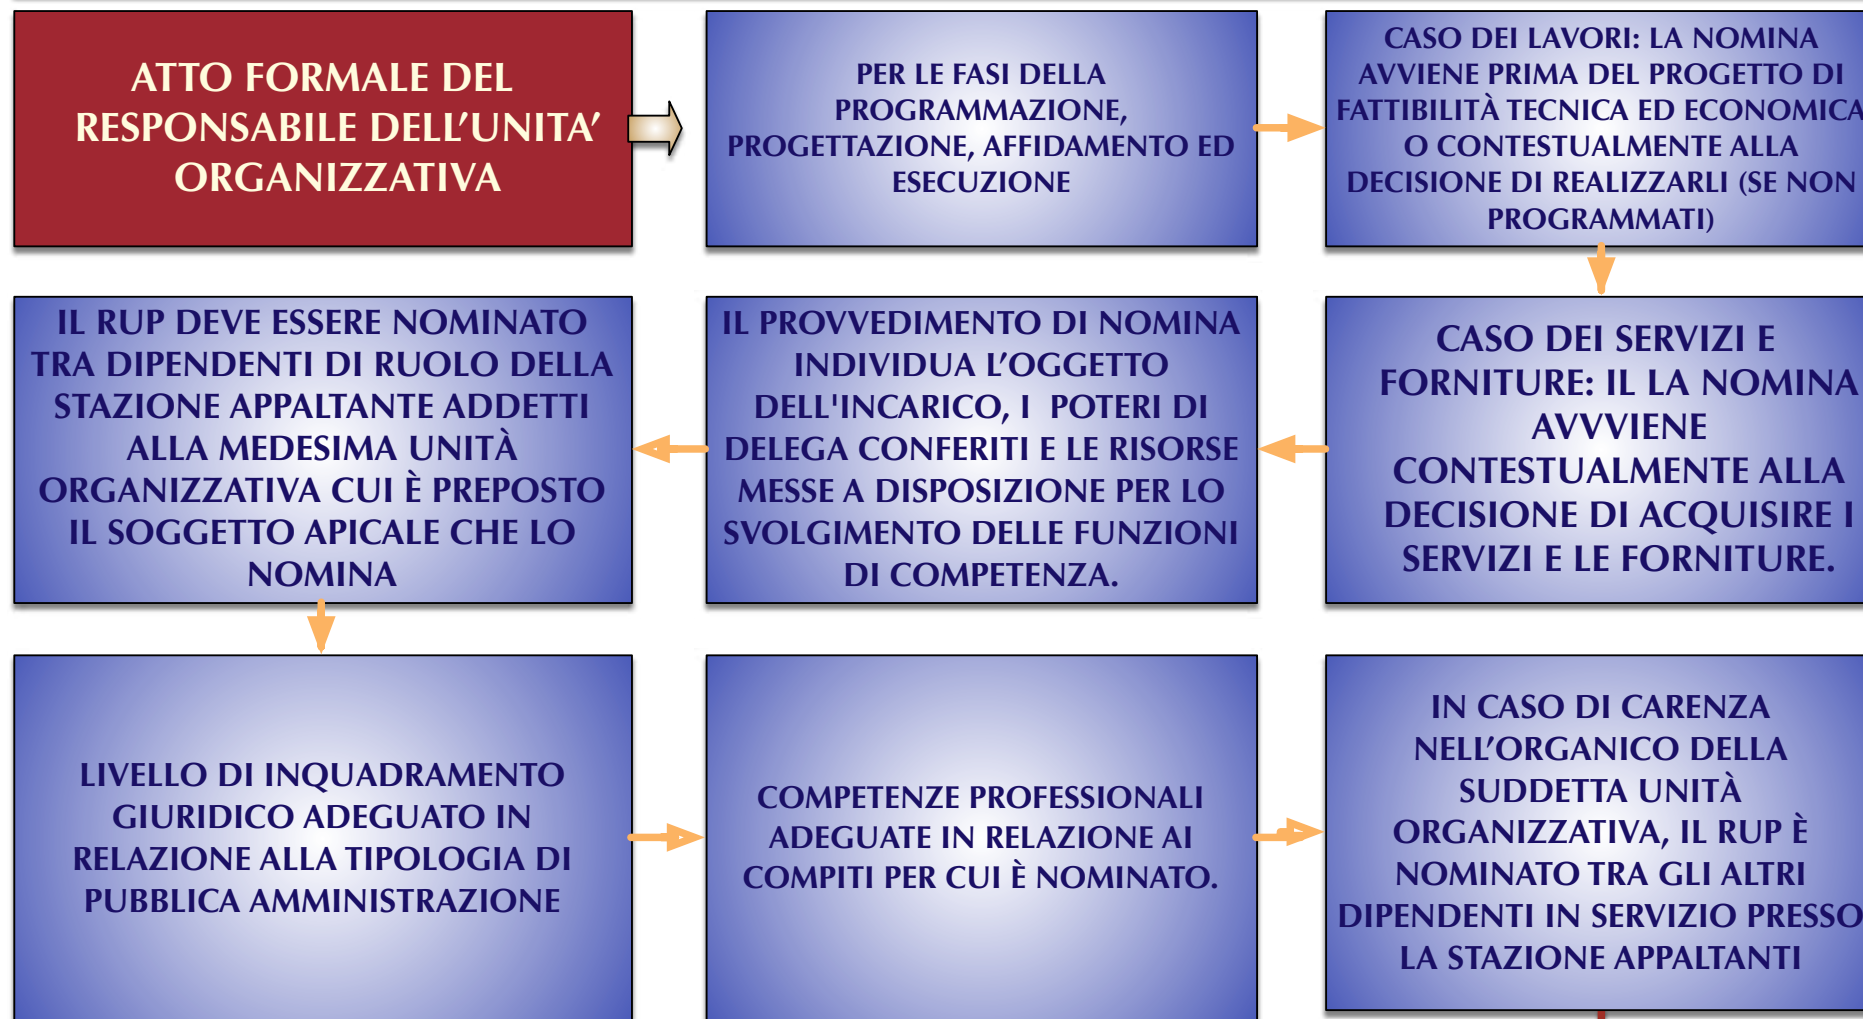 ATTO FORMALE DEL
RESPONSABILE DELL’UNITA’
ORGANIZZATIVA
PER LE FASI DELLA
PROGRAMMAZIONE,
PROGETTAZIONE, AFFIDAMENTO ED
ESECUZIONE
CASO DEI LAVORI: LA NOMINA
AVVIENE PRIMA DEL PROGETTO DI
FATTIBILITÀ TECNICA ED ECONOMICA
O CONTESTUALMENTE ALLA
DECISIONE DI REALIZZARLI (SE NON
PROGRAMMATI)
CASO DEI SERVIZI E
FORNITURE: IL LA NOMINA
AVVVIENE
CONTESTUALMENTE ALLA
DECISIONE DI ACQUISIRE I
SERVIZI E LE FORNITURE.
IL PROVVEDIMENTO DI NOMINA
INDIVIDUA L’OGGETTO
DELL'INCARICO, I POTERI DI
DELEGA CONFERITI E LE RISORSE
MESSE A DISPOSIZIONE PER LO
SVOLGIMENTO DELLE FUNZIONI
DI COMPETENZA.
IL RUP DEVE ESSERE NOMINATO
TRA DIPENDENTI DI RUOLO DELLA
STAZIONE APPALTANTE ADDETTI
ALLA MEDESIMA UNITÀ
ORGANIZZATIVA CUI È PREPOSTO
IL SOGGETTO APICALE CHE LO
NOMINA
LIVELLO DI INQUADRAMENTO
GIURIDICO ADEGUATO IN
RELAZIONE ALLA TIPOLOGIA DI
PUBBLICA AMMINISTRAZIONE
COMPETENZE PROFESSIONALI
ADEGUATE IN RELAZIONE AI
COMPITI PER CUI È NOMINATO.
IN CASO DI CARENZA
NELL’ORGANICO DELLA
SUDDETTA UNITÀ
ORGANIZZATIVA, IL RUP È
NOMINATO TRA GLI ALTRI
DIPENDENTI IN SERVIZIO PRESSO
LA STAZIONE APPALTANTI